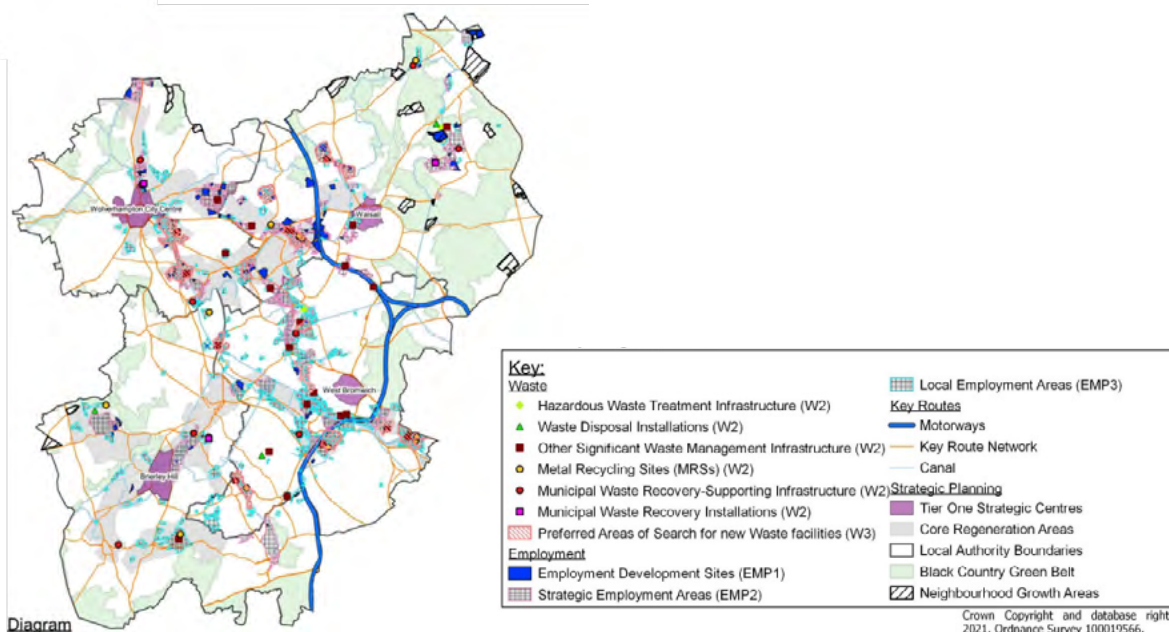 Wolverhampton City Centre
Walsall
West Bromwich
Brierley Hill
Diagram
Key:
Waste
Hazardous Waste Treatment Infrastructure (W2)
Waste Disposal Installations (W2)
Other Significant Waste Management Infrastructure (W2)
Metal Recycling Sites (MRSs) (W2)
Municipal Waste Recovery-Supporting Infrastructure (W2)
Municipal Waste Recovery Installations (W2)
Preferred Areas of Search for new Waste facilities (W3)
Employment
Employment Development Sites (EMP1)
Strategic Employment Areas (EMP2)
Local Employment Areas (EMP3)
Key Routes
Motorways
Key Route Network
Canal
Strategic Planning
Tier One Strategic Centres
Core Regeneration Areas
Local Authority Boundaries
Black Country Green Belt
Neighbourhood Growth Areas
Crown Copyright and database right
2021. Ordnance Survey 100019566.